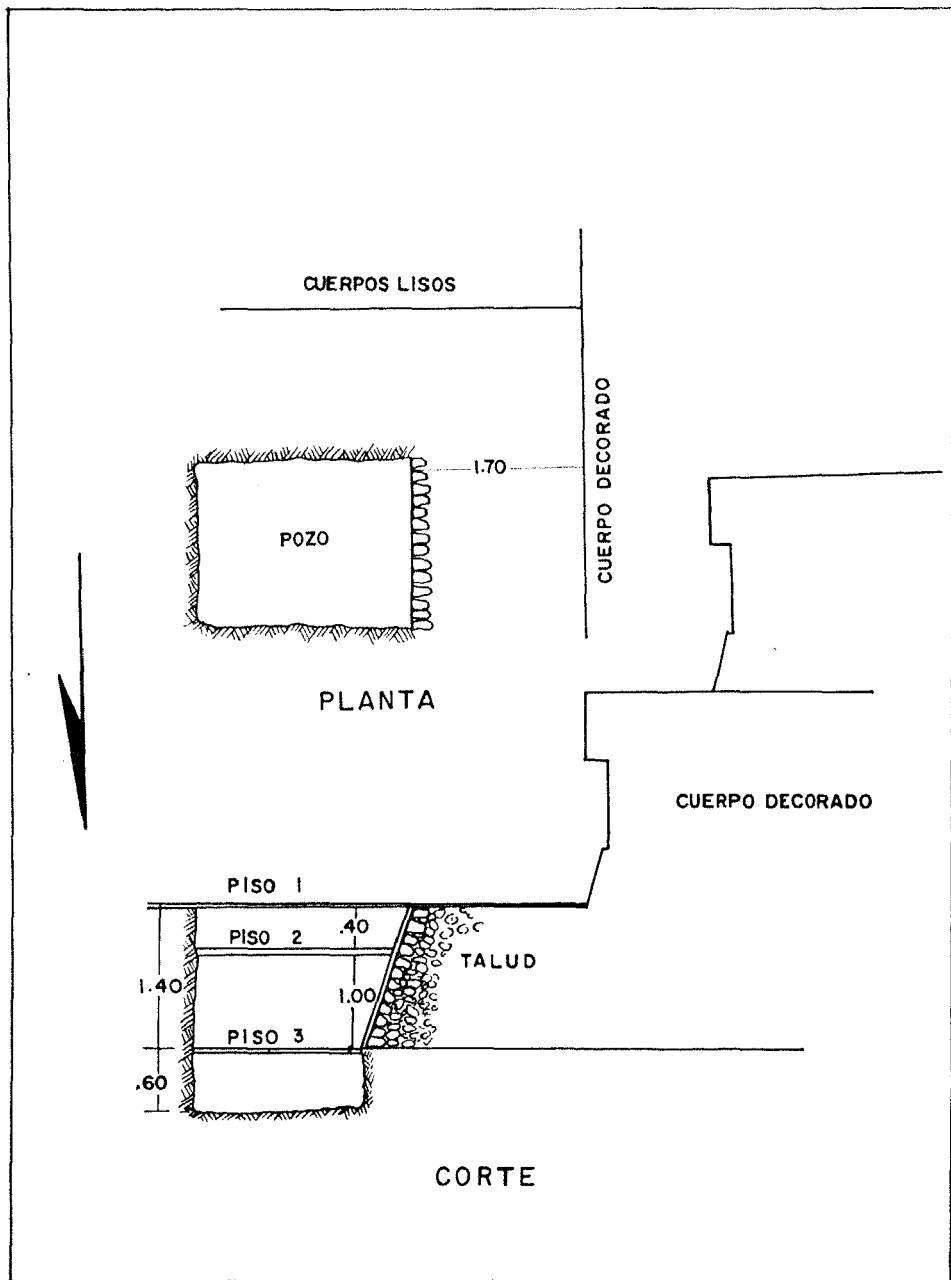 CUERPOS LISOS
CUERPO DECORADO
1.70
POZO
PLANTA
CUERPO DECORADO
PISO 1
.40
PISO 2
TALUD
1.40
1.00
PISO 3
.60
CORTE